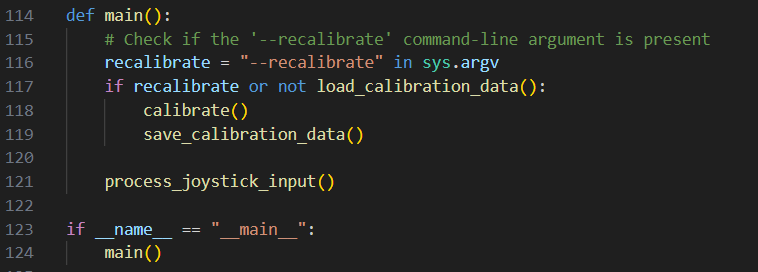 114 def main():
115     # Check if the '--recalibrate' command-line argument is present
116     recalibrate = "--recalibrate" in sys.argv
117     if recalibrate or not load_calibration_data():
118         calibrate()
119         save_calibration_data()
120
121     process_joystick_input()
122
123 if __name__ == "__main__":
124     main()